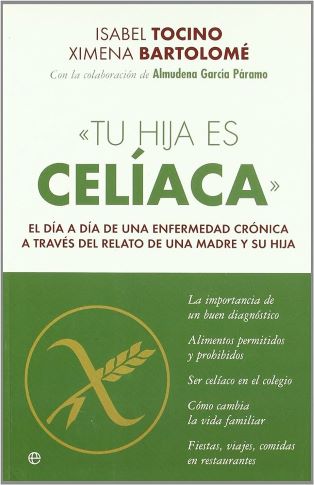 ISABEL TOCINO
XIMENA BARTOLOMÉ
Con la colaboración de Almudena García Páramo
«TU HIJA ES
CELÍACA»
EL DÍA A DÍA DE UNA ENFERMEDAD CRÓNICA
A TRAVÉS DEL RELATO DE UNA MADRE Y SU HIJA
La importancia de
un buen diagnóstico
Alimentos permitidos
y prohibidos
Ser celíaco en el colegio
Cómo cambia
la vida familiar
Fiestas, viajes, comidas
en restaurantes
e